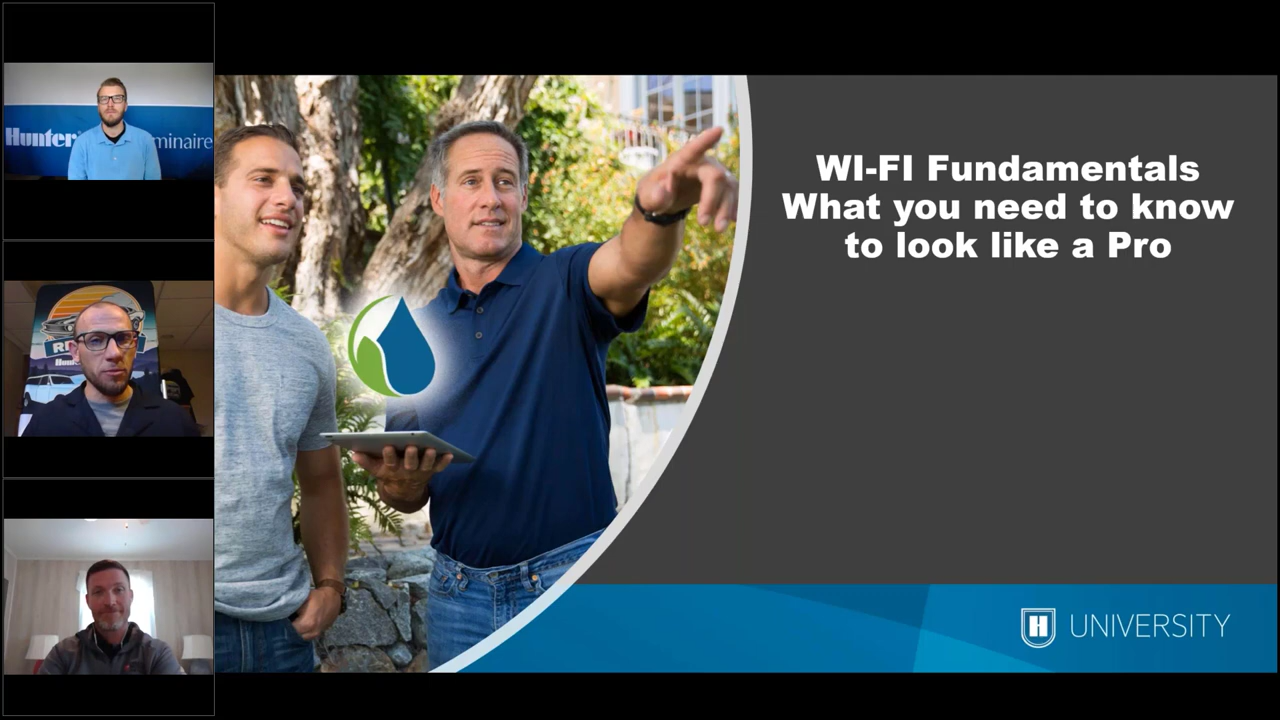 Hunter
minaire
WI-FI Fundamentals
What you need to know
to look like a Pro
H UNIVERSITY